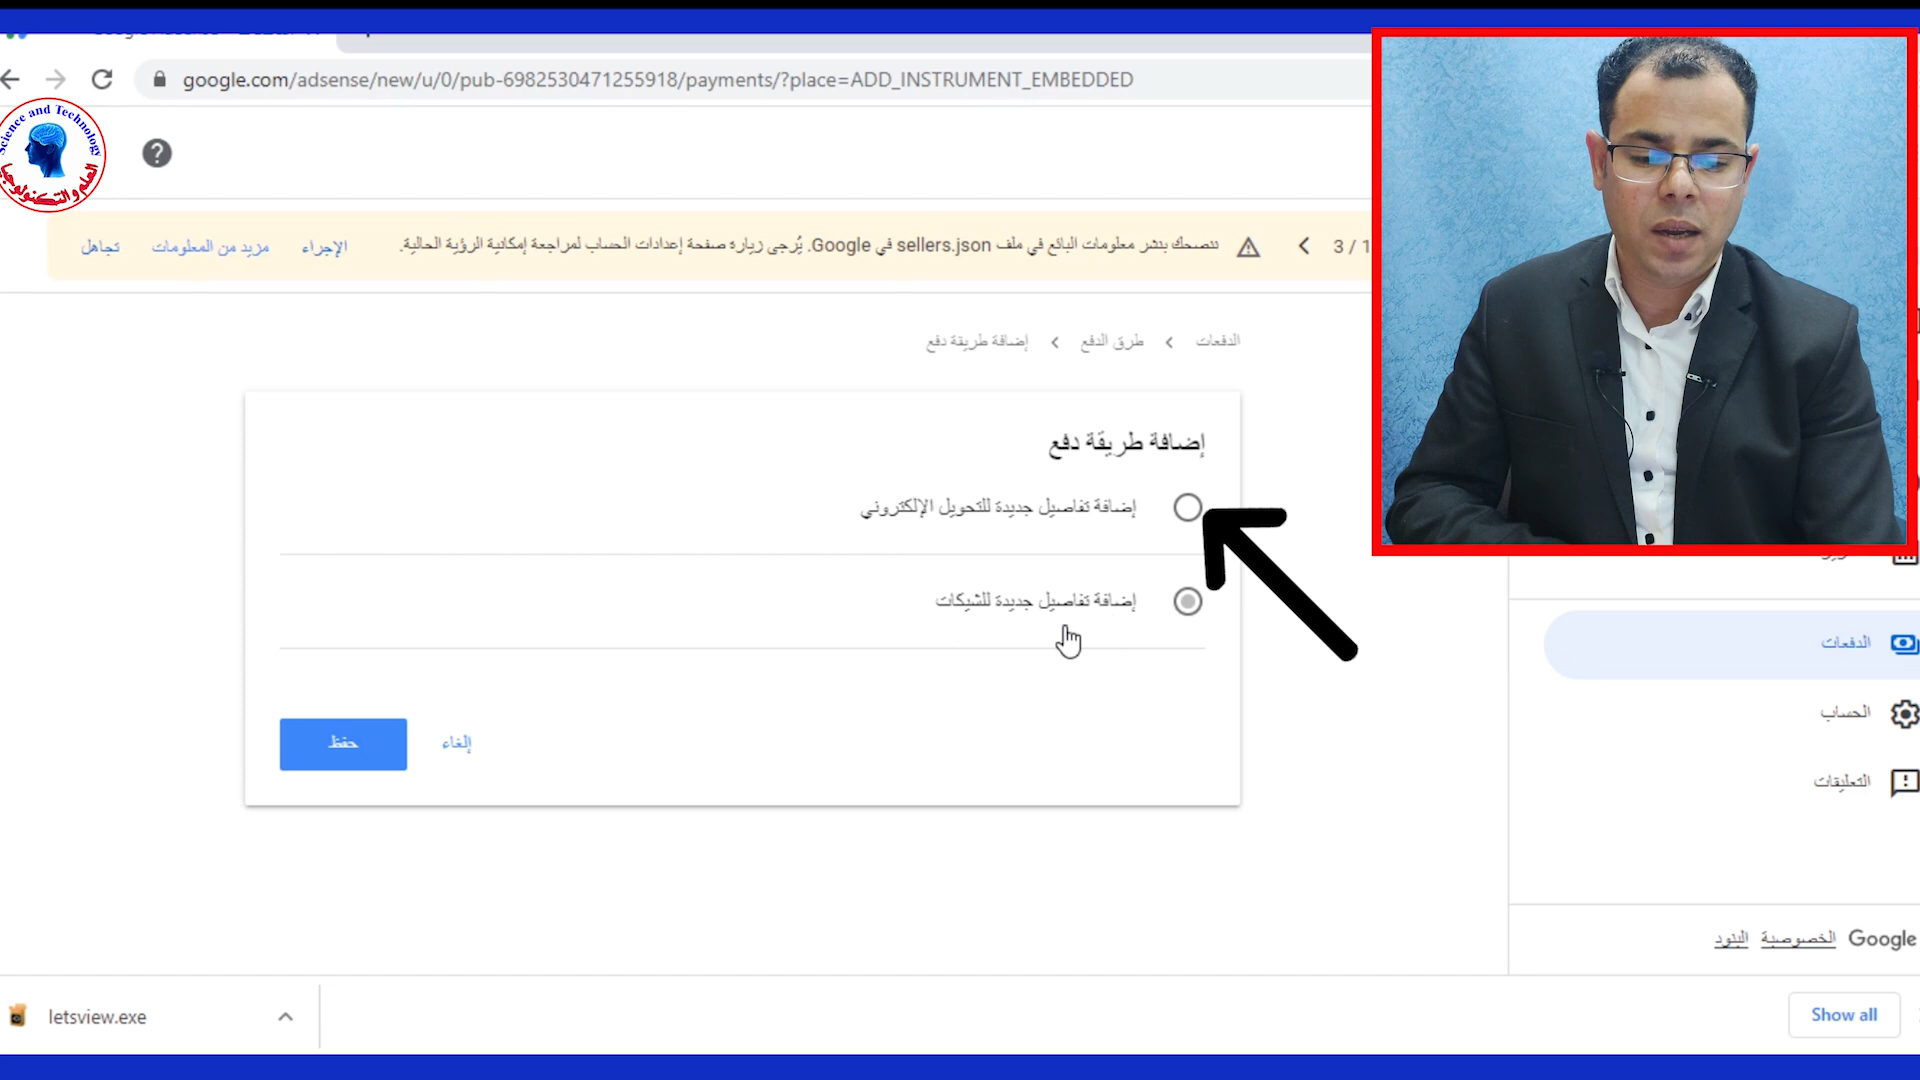 google.com/adsense/new/u/0/pub-6982530471255918/payments/?place=ADD_INSTRUMENT_EMBEDDED
Science and Technology
العلم والتكنولوجيا
3 / 1
ننصحك بنشر معلومات البائع في ملف sellers.json في Google. يُرجى زيارة صفحة إعدادات الحساب لمراجعة إمكانية الرؤية الحالية.
الإجراء
مزيد من المعلومات
تجاهل
الدفعات
طرق الدفع
إضافة طريقة دفع
إضافة طريقة دفع
إضافة تفاصيل جديدة للتحويل الإلكتروني
إضافة تفاصيل جديدة للشيكات
إلغاء
حفظ
الدفعات
الحساب
التعليقات
Google الخصوصية البنود
letsview.exe
Show all